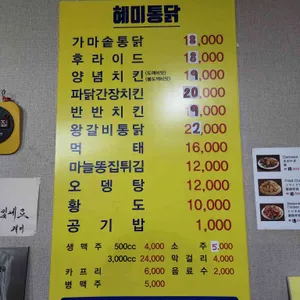 혜미통닭
가마솥통닭 18,000
후라이드 18,000
양념치킨 19,000
파닭간장치킨 20,000
반반치킨 19,000
왕갈비통닭 22,000
먹태 16,000
마늘똥집튀김 12,000
오뎅탕 12,000
황도 10,000
공기밥 1,000
생맥주 500cc 4,000 소주 5,000
3,000cc 24,000 막걸리 4,000
카프리 6,000 음료수 2,000
병맥주 5,000